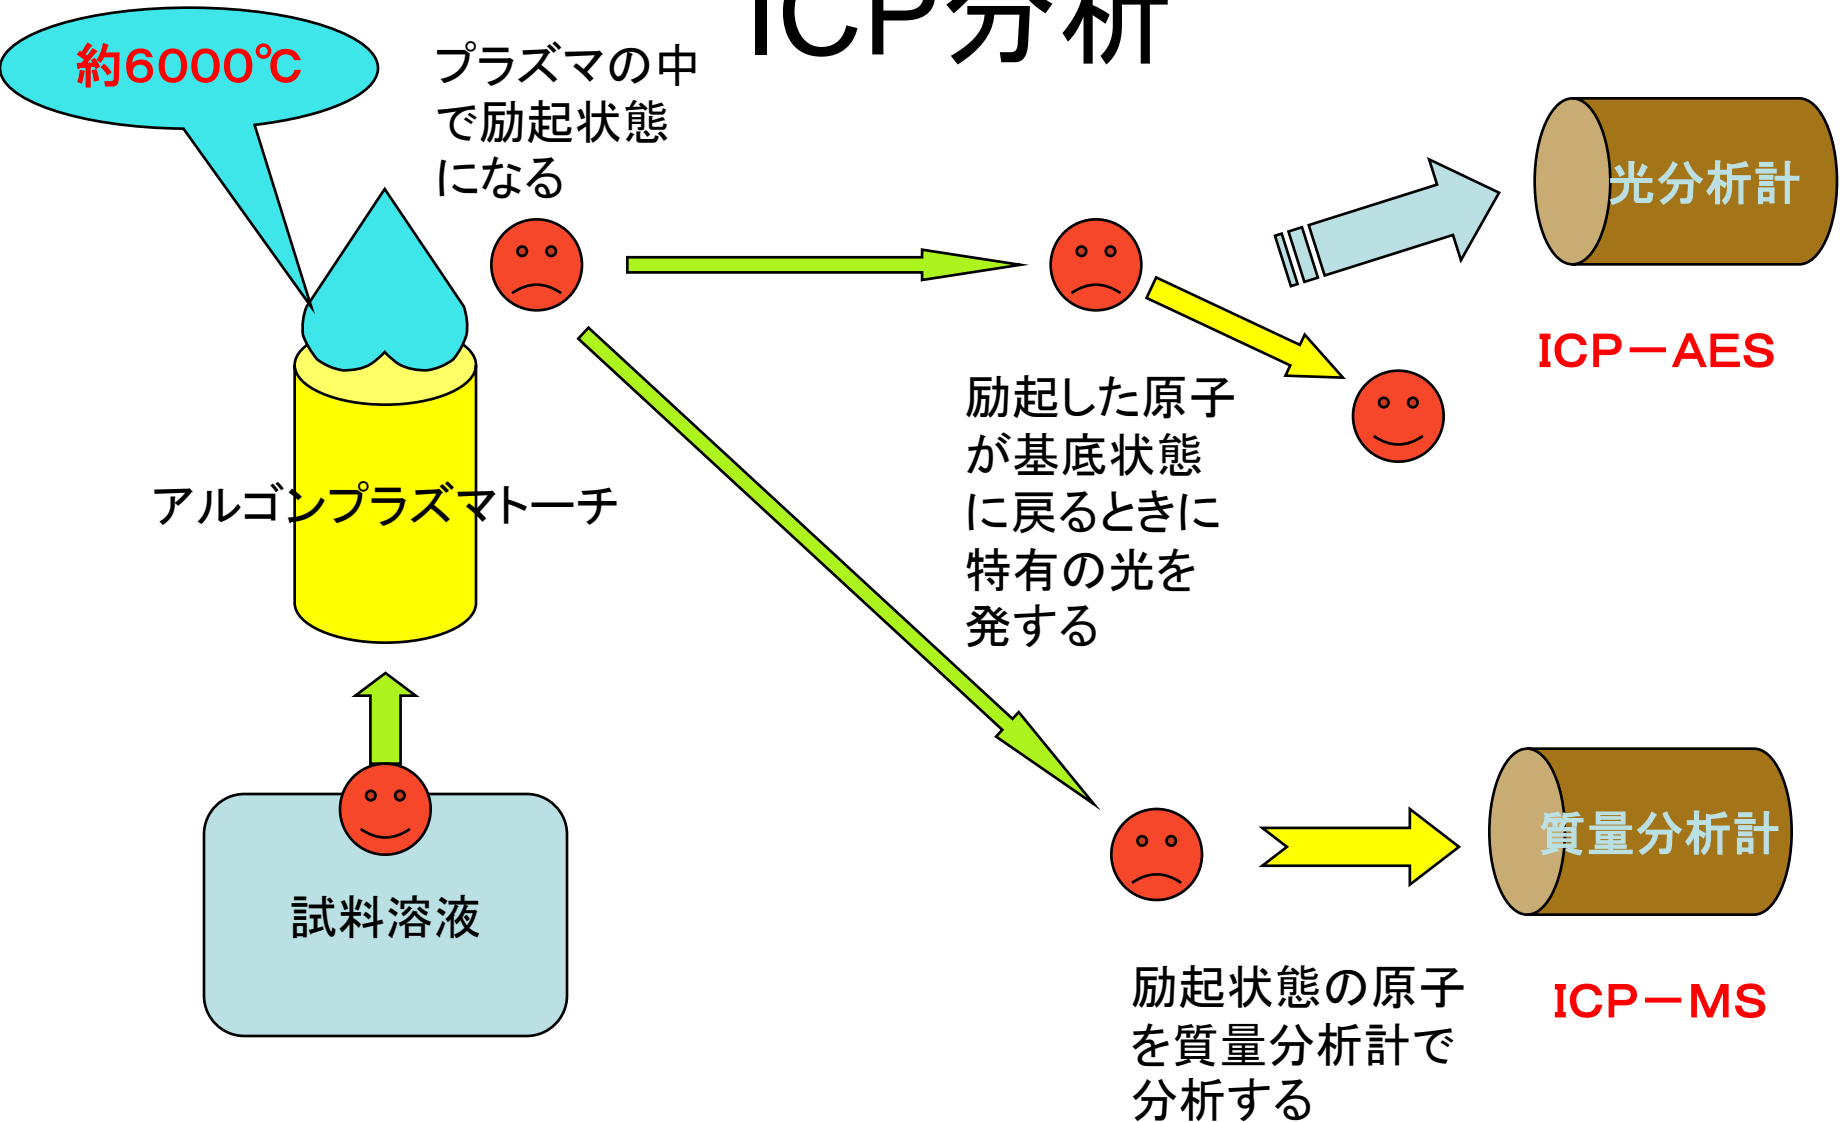 ICP分析
約6000℃
プラズマの中
で励起状態
になる
光分析計
ICP－AES
励起した原子
が基底状態
に戻るときに
特有の光を
発する
アルゴンプラズマトーチ
試料溶液
質量分析計
ICP－MS
励起状態の原子
を質量分析計で
分析する